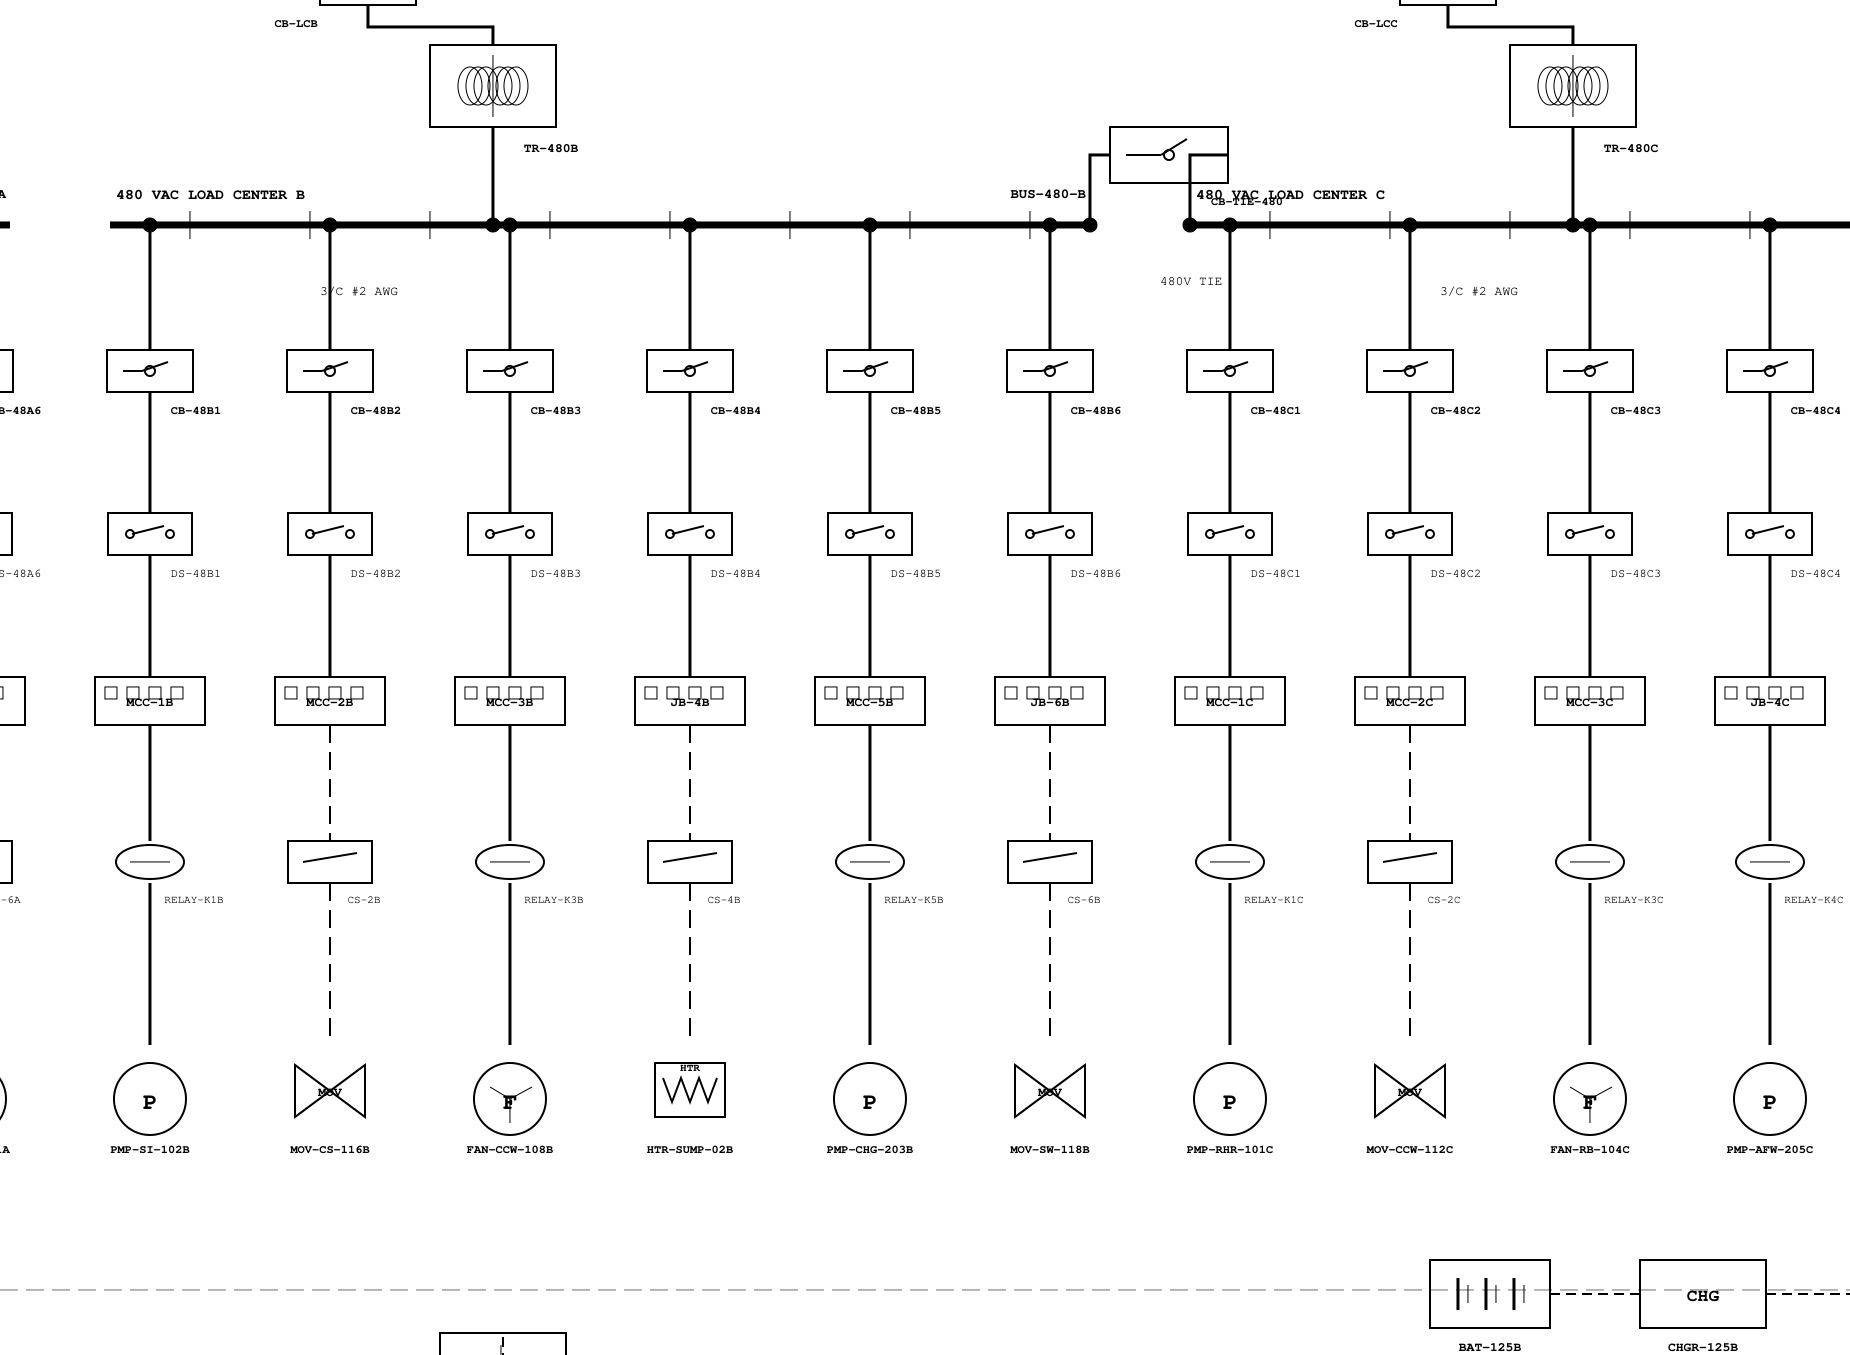 CB-LCB
CB-LCC
TR-480B
TR-480C
A
480 VAC LOAD CENTER B
BUS-480-B
480 VAC LOAD CENTER C
CB-TIE-480
480V TIE
3/C #2 AWG
3/C #2 AWG
B-48A6
CB-48B1
CB-48B2
CB-48B3
CB-48B4
CB-48B5
CB-48B6
CB-48C1
CB-48C2
CB-48C3
CB-48C4
S-48A6
DS-48B1
DS-48B2
DS-48B3
DS-48B4
DS-48B5
DS-48B6
DS-48C1
DS-48C2
DS-48C3
DS-48C4
MCC-1B
MCC-2B
MCC-3B
JB-4B
MCC-5B
JB-6B
MCC-1C
MCC-2C
MCC-3C
JB-4C
-6A
RELAY-K1B
CS-2B
RELAY-K3B
CS-4B
RELAY-K5B
CS-6B
RELAY-K1C
CS-2C
RELAY-K3C
RELAY-K4C
P
MOV
F
HTR
P
MOV
P
MOV
F
P
1A
PMP-SI-102B
MOV-CS-116B
FAN-CCW-108B
HTR-SUMP-02B
PMP-CHG-203B
MOV-SW-118B
PMP-RHR-101C
MOV-CCW-112C
FAN-RB-104C
PMP-AFW-205C
CHG
BAT-125B
CHGR-125B